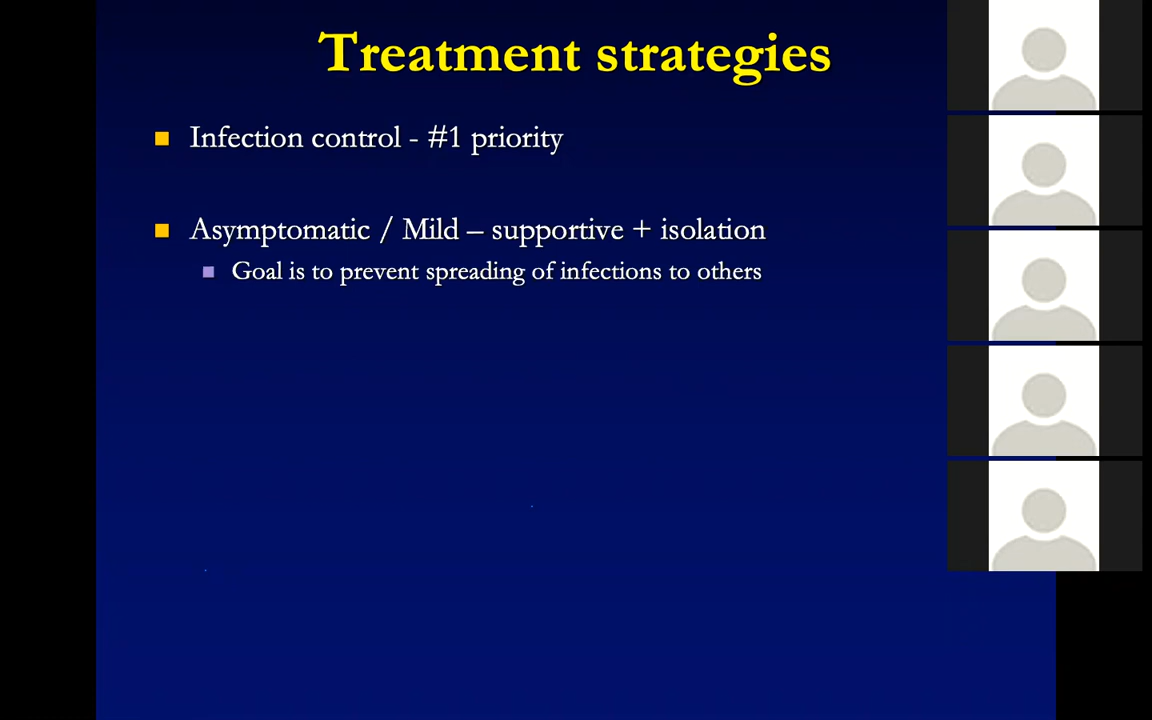 Treatment strategies
Infection control - #1 priority
Asymptomatic / Mild – supportive + isolation
Goal is to prevent spreading of infections to others